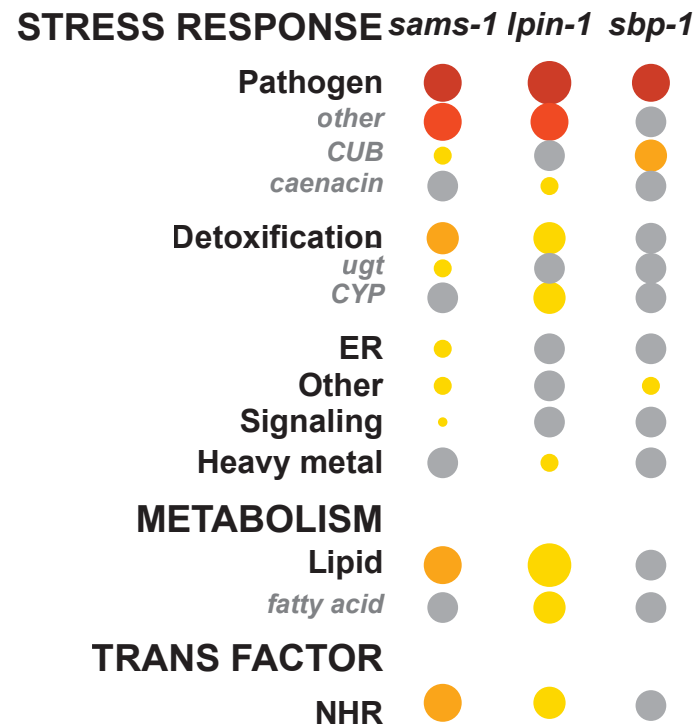 STRESS RESPONSE sams-1 lpin-1 sbp-1
Pathogen
other
CUB
caenacin
Detoxification
ugt
CYP
ER
Other
Signaling
Heavy metal
METABOLISM
Lipid
fatty acid
TRANS FACTOR
NHR